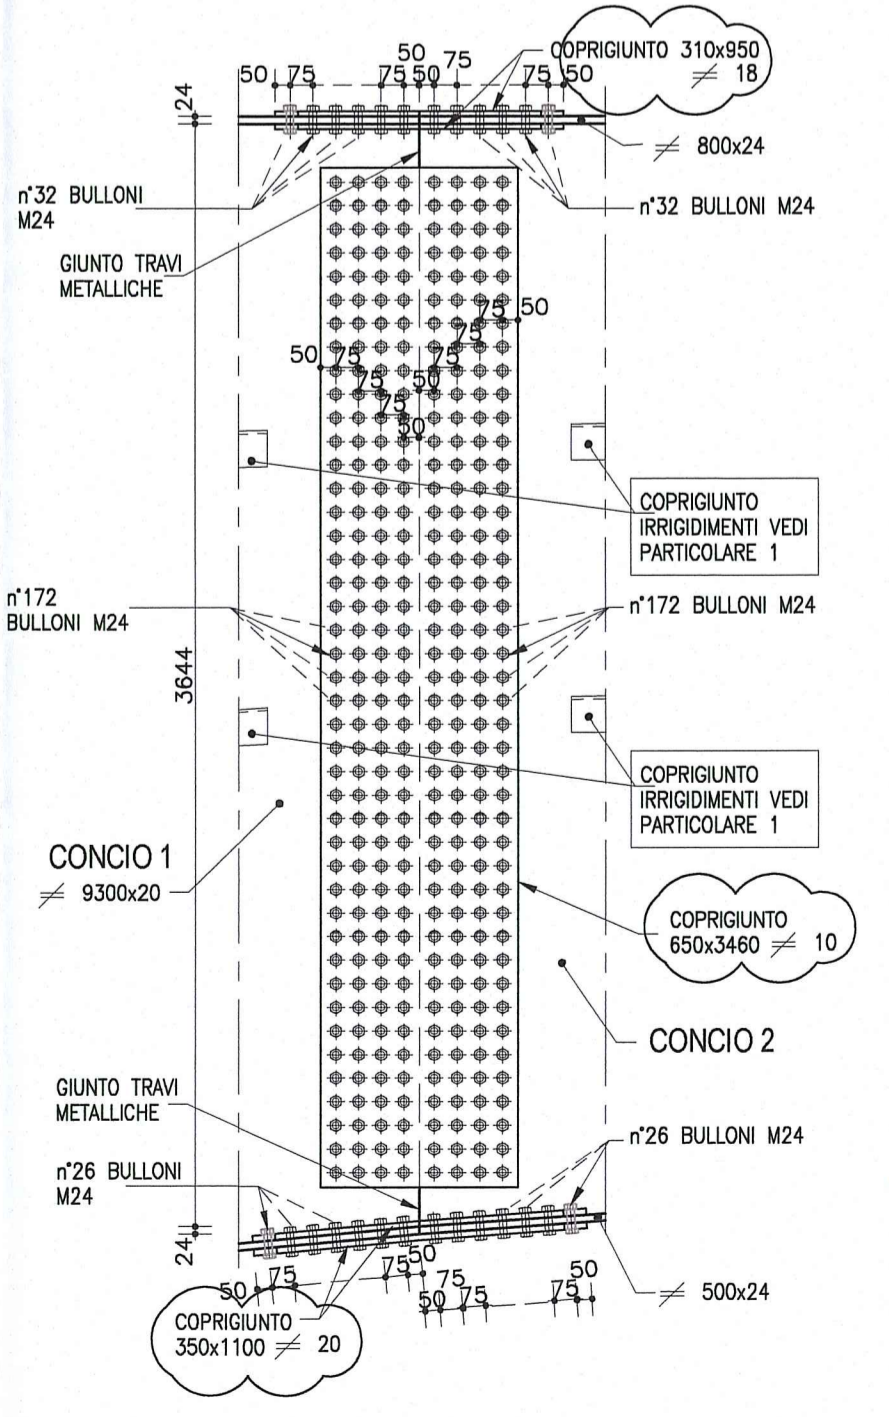 COPRIGIUNTO 310x950
18
50
75
50 75 75 50 50 75 50
24
800x24
n°32 BULLONI
M24
n°32 BULLONI M24
GIUNTO TRAVI
METALLICHE
75 50
75
50 75 75
75 50
75
50
COPRIGIUNTO
IRRIGIDIMENTI VEDI
PARTICOLARE 1
n°172
BULLONI M24
n°172 BULLONI M24
3644
COPRIGIUNTO
IRRIGIDIMENTI VEDI
PARTICOLARE 1
CONCIO 1
9300x20
COPRIGIUNTO
650x3460 10
CONCIO 2
GIUNTO TRAVI
METALLICHE
n°26 BULLONI M24
n°26 BULLONI
M24
24
50 75 75 50
50 75 75 50
75
500x24
COPRIGIUNTO
350x1100 20